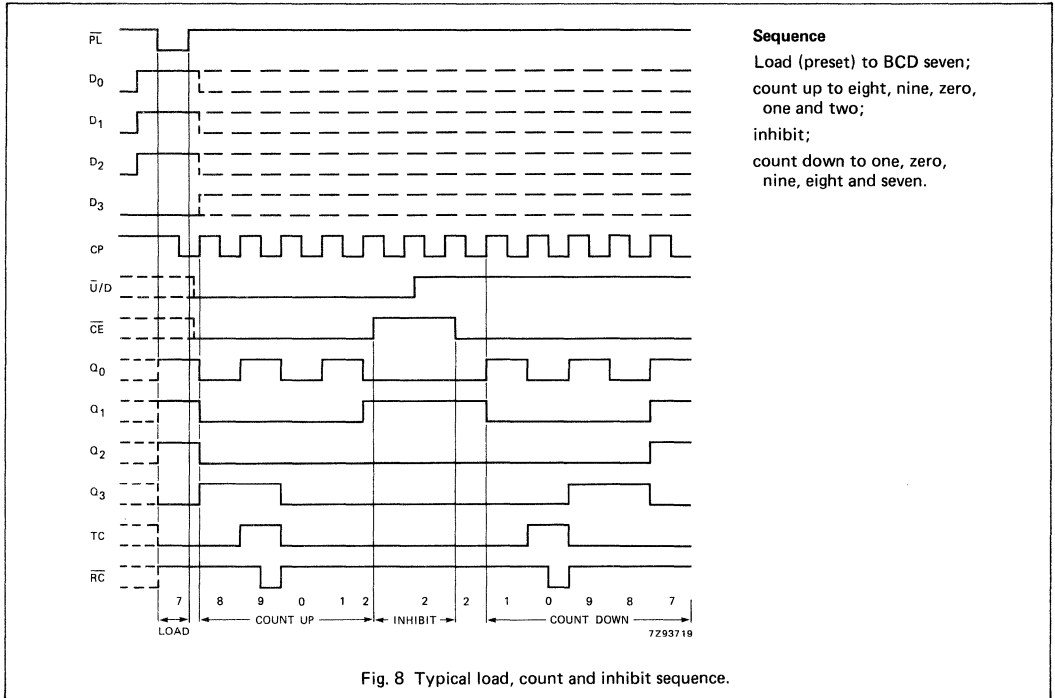 PL
D0
D1
D2
D3
CP
U/D
CE
Q0
Q1
Q2
Q3
TC
RC
7 8 9 0 1 2 2 2 1 0 9 8 7
LOAD COUNT UP INHIBIT COUNT DOWN
7Z93719
Sequence
Load (preset) to BCD seven;
count up to eight, nine, zero,
one and two;
inhibit;
count down to one, zero,
nine, eight and seven.
Fig. 8 Typical load, count and inhibit sequence.